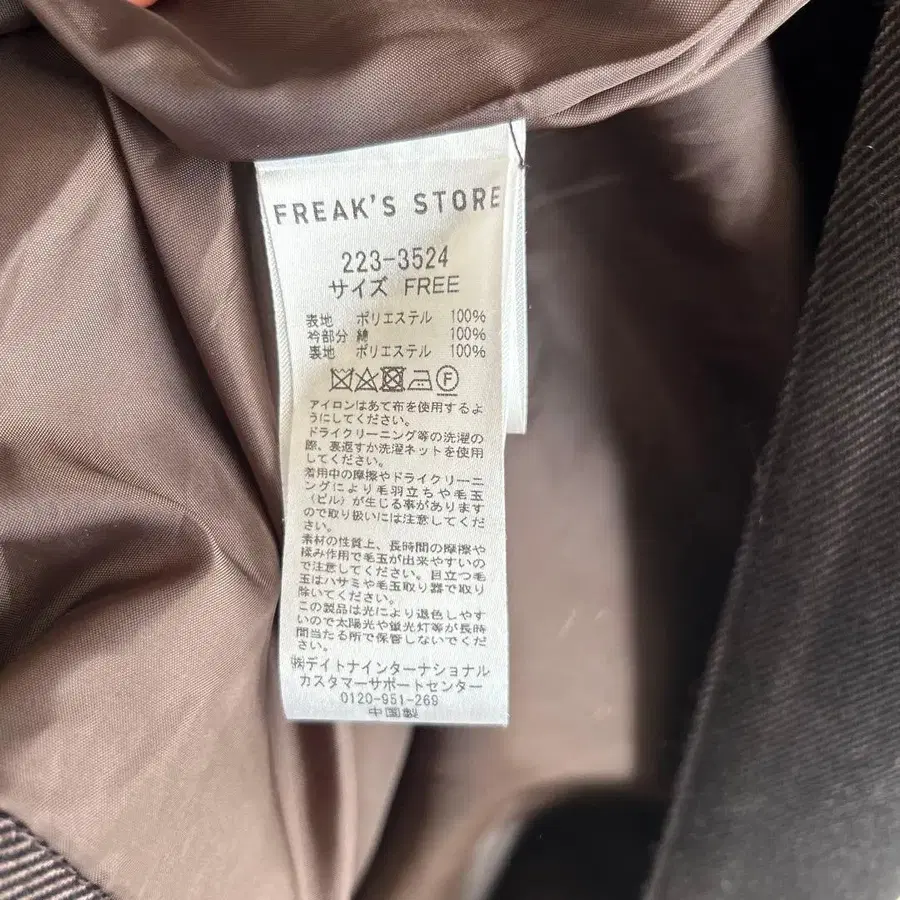 FREAK'S STORE
223-3524
サイズ FREE
表地 ポリエステル 100%
衿部分 綿 100%
裏地 ポリエステル 100%
F
アイロンはあて布を使用するよ
うにしてください。
ドライクリーニング等の洗濯の
際、裏返すか洗濯ネットを使用
してください。
着用中の摩擦やドライクリーニ
ングにより毛羽立ちや毛玉
(ピル)が生じる事があります
ので取り扱いには注意してくだ
さい。
素材の性質上、長時間の摩擦や
揉み作用で毛玉が出来やすいの
で注意してください。目立つ毛
玉はハサミや毛玉取り器で取り
除いてください。
この製品は光により退色しやす
いので太陽光や蛍光灯等が長時
間当たる所で保管しないでくだ
さい。
㈱デイトナインターナショナル
カスタマーサポートセンター
0120-951-269
中国製